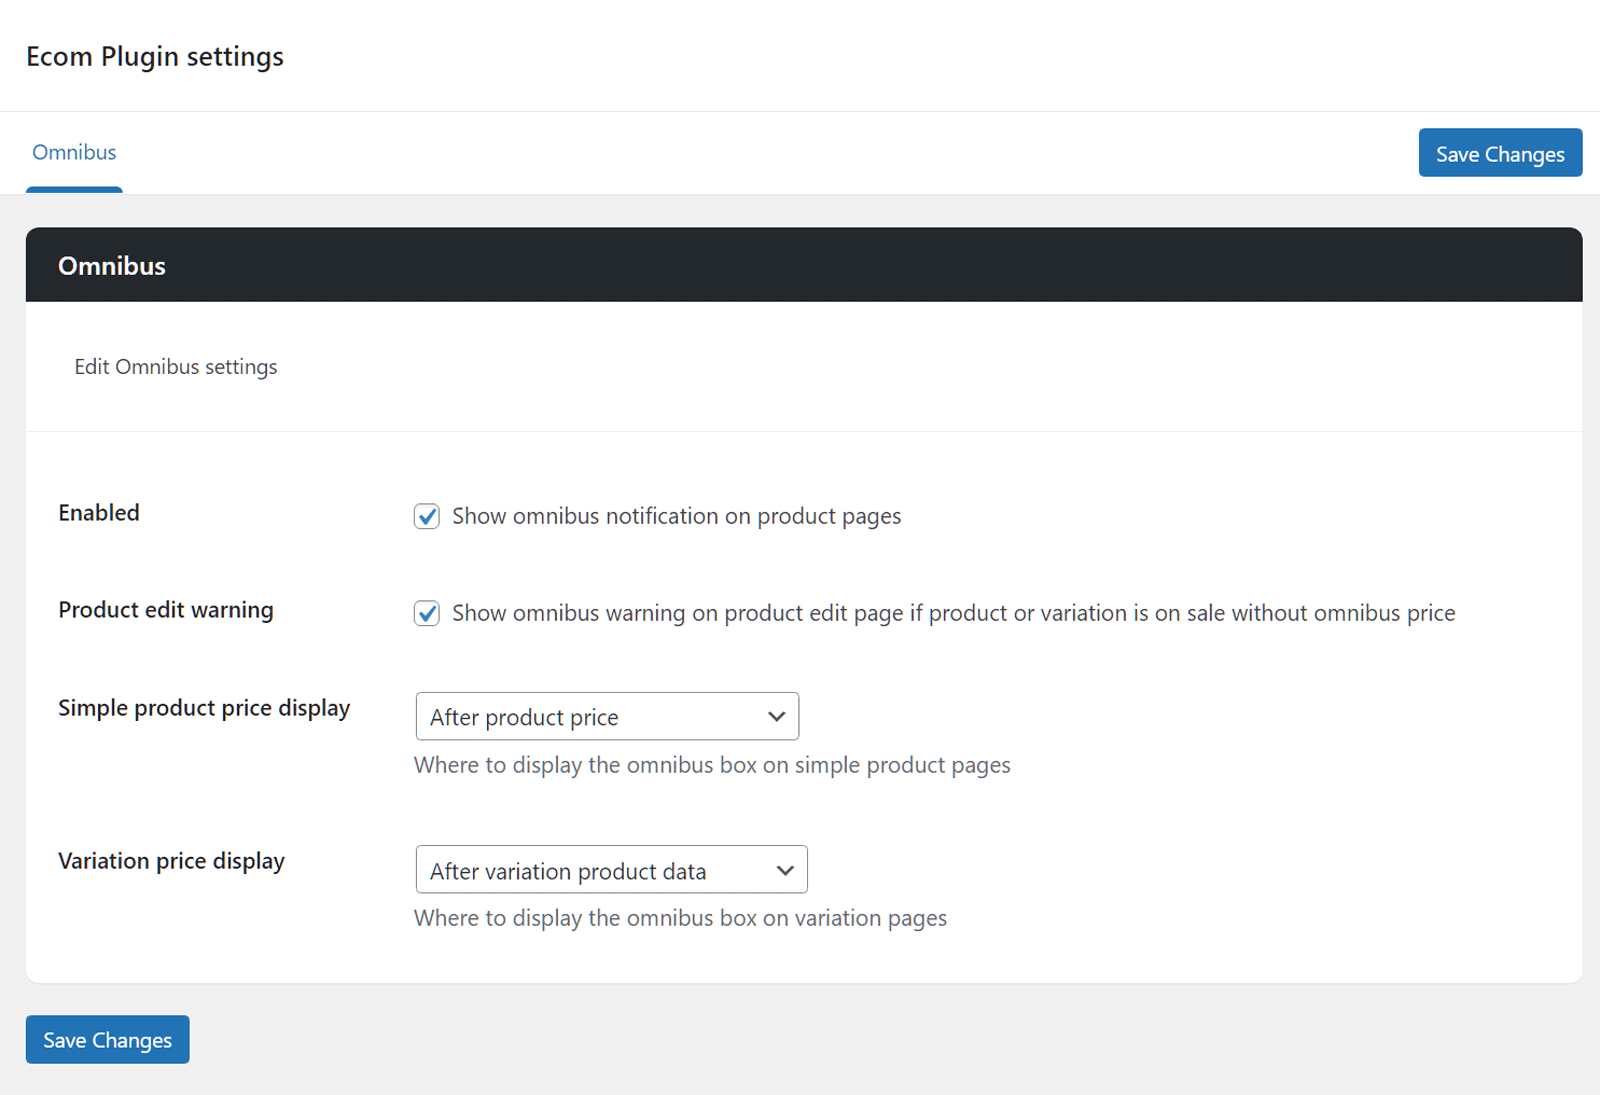 Ecom Plugin settings
Omnibus
Save Changes
Omnibus
Edit Omnibus settings
Enabled
Show omnibus notification on product pages
Product edit warning
Show omnibus warning on product edit page if product or variation is on sale without omnibus price
Simple product price display
After product price
Where to display the omnibus box on simple product pages
Variation price display
After variation product data
Where to display the omnibus box on variation pages
Save Changes